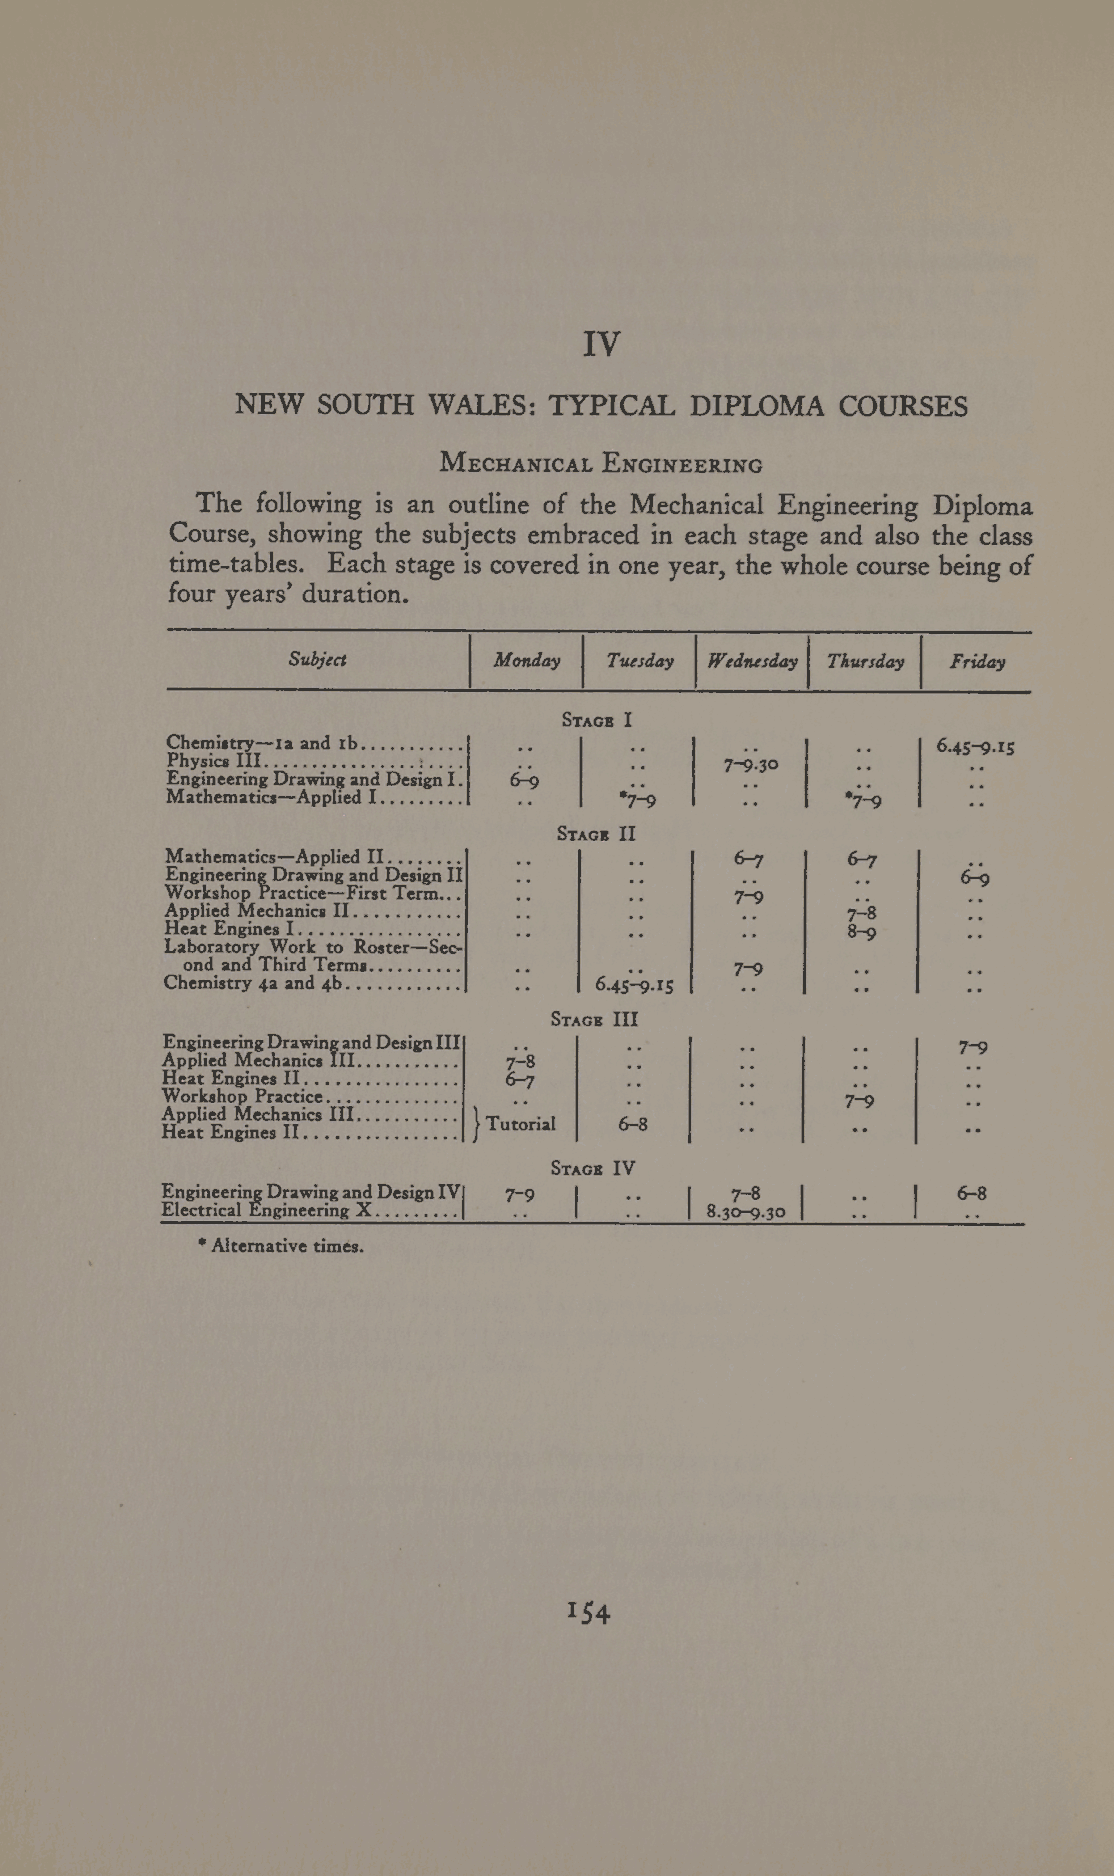 IV
NEW SOUTH WALES: TYPICAL DIPLOMA COURSES
MECHANICAL ENGINEERING
The following is an outline of the Mechanical Engineering Diploma
Course, showing the subjects embraced in each stage and also the class
time-tables. Each stage is covered in one year, the whole course being of
four years' duration.
Subject Monday Tuesday Wednesday Thursday Friday
STAGE I
Chemistry—1a and 1b........... .. .. .. .. 6.45–9.15
Physics III................. .. .. 7–9.30 .. ..
Engineering Drawing and Design I. 6–9 .. .. .. ..
Mathematics—Applied I......... .. *7–9 .. *7–9 ..
STAGE II
Mathematics—Applied II........ .. .. 6–7 6–7 ..
Engineering Drawing and Design II .. .. .. .. 6–9
Workshop Practice—First Term... .. .. 7–9 .. ..
Applied Mechanics II........... .. .. .. 7–8 ..
Heat Engines I................. .. .. .. 8–9 ..
Laboratory Work to Roster—Sec-
ond and Third Terms.......... .. .. 7–9 .. ..
Chemistry 4a and 4b............ .. 6.45–9.15 .. .. ..
STAGE III
Engineering Drawing and Design III .. .. .. .. 7–9
Applied Mechanics III........... 7–8 .. .. .. ..
Heat Engines II................ 6–7 .. .. .. ..
Workshop Practice.............. .. .. .. 7–9 ..
Applied Mechanics III........... } Tutorial 6–8 .. .. ..
Heat Engines II................
STAGE IV
Engineering Drawing and Design IV 7–9 .. 7–8 .. 6–8
Electrical Engineering X......... .. .. 8.30–9.30 .. ..
* Alternative times.
154